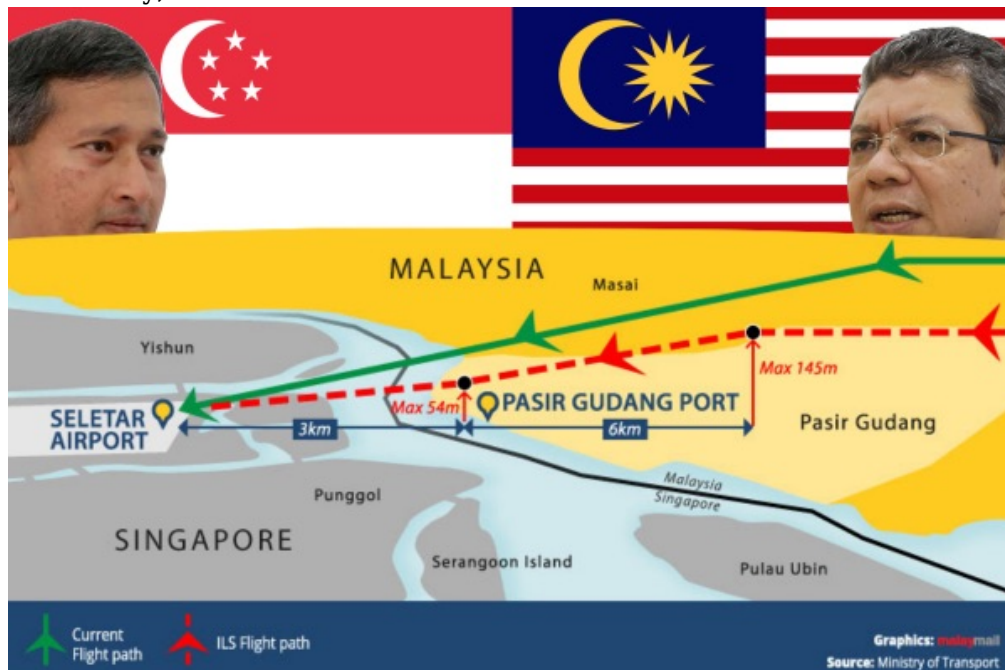 MALAYSIA
Masai
Yishun
Max 145m
SELETAR
AIRPORT
Max 54m
PASIR GUDANG PORT
3km
6km
Pasir Gudang
Malaysia
Singapore
Punggol
SINGAPORE
Serangoon Island
Pulau Ubin
Current
Flight path
ILS Flight path
Graphics: malaymail
Source: Ministry of Transport